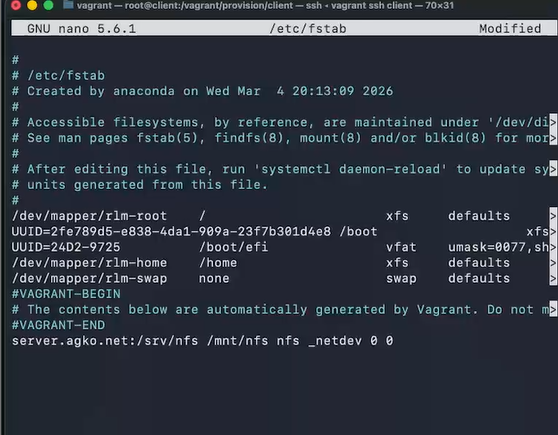 vagrant — root@client:/vagrant/provision/client — ssh ◂ vagrant ssh client — 70×31
GNU nano 5.6.1 /etc/fstab Modified
#
# /etc/fstab
# Created by anaconda on Wed Mar  4 20:13:09 2026
#
# Accessible filesystems, by reference, are maintained under '/dev/di>
# See man pages fstab(5), findfs(8), mount(8) and/or blkid(8) for mor>
#
# After editing this file, run 'systemctl daemon-reload' to update sy>
# units generated from this file.
#
/dev/mapper/rlm-root / xfs defaults >
UUID=2fe789d5-e838-4da1-909a-23f7b301d4e8 /boot xfs>
UUID=24D2-9725 /boot/efi vfat umask=0077,sh>
/dev/mapper/rlm-home /home xfs defaults >
/dev/mapper/rlm-swap none swap defaults >
#VAGRANT-BEGIN
# The contents below are automatically generated by Vagrant. Do not m>
#VAGRANT-END
server.agko.net:/srv/nfs /mnt/nfs nfs _netdev 0 0